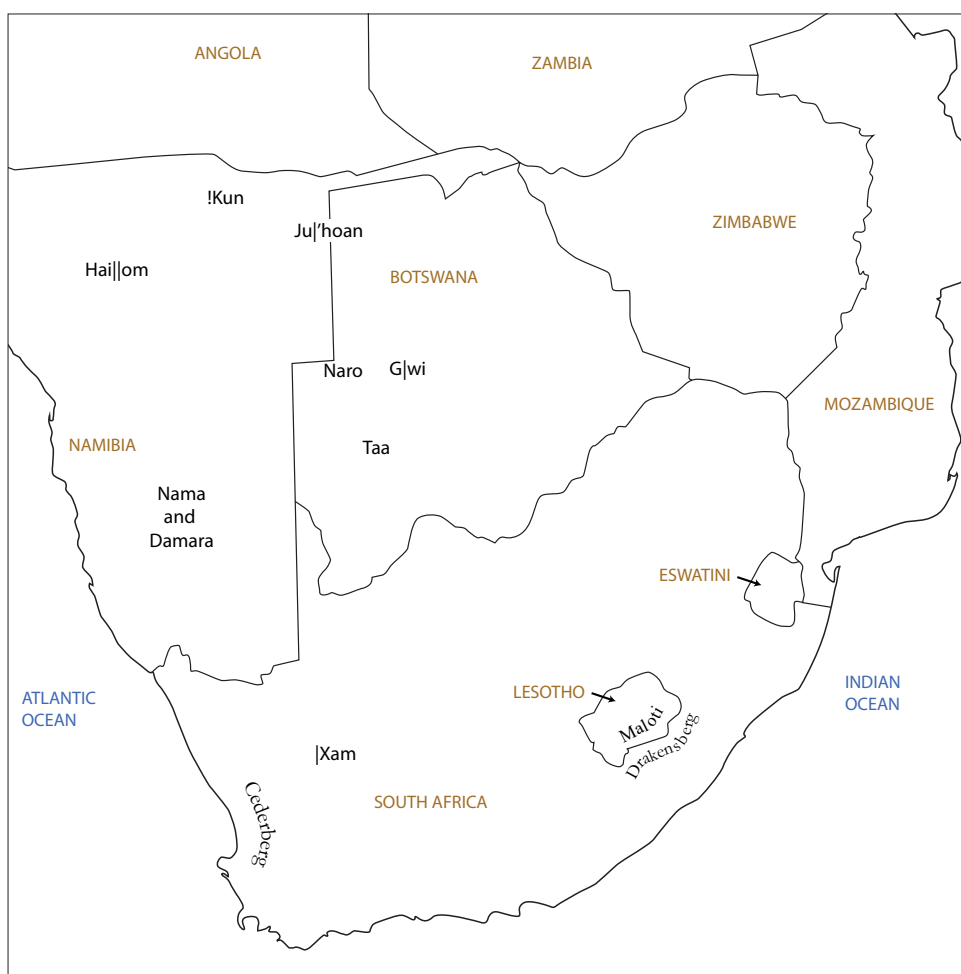 ANGOLA
ZAMBIA
!Kun
ZIMBABWE
Ju|’hoan
Hai||om
BOTSWANA
Naro
G|wi
MOZAMBIQUE
NAMIBIA
Taa
Nama
and
Damara
ESWATINI
LESOTHO
ATLANTIC
OCEAN
INDIAN
OCEAN
Maloti
Drakensberg
|Xam
Cederberg
SOUTH AFRICA